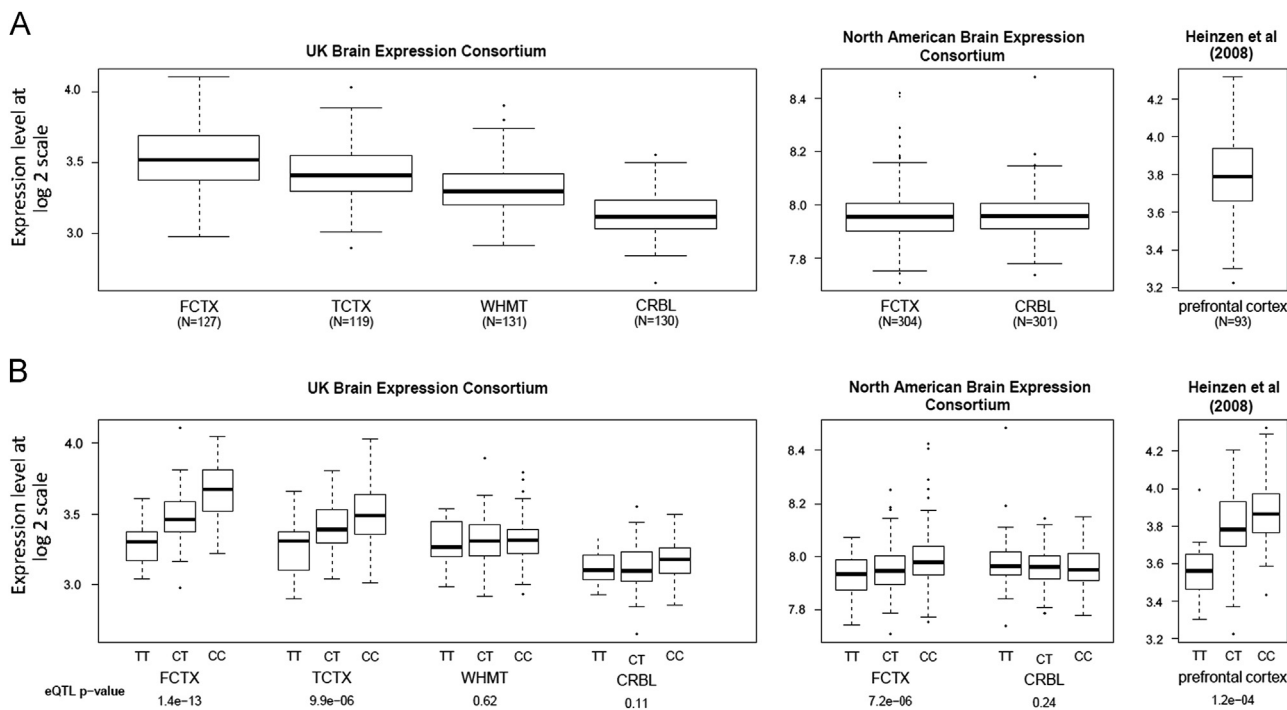 A
UK Brain Expression Consortium
North American Brain Expression
Consortium
Heinzen et al
(2008)
Expression level at
log 2 scale
4.0
3.5
3.0
8.4
8.2
8.0
7.8
4.2
4.0
3.8
3.6
3.4
3.2
FCTX TCTX WHMT CRBL FCTX CRBL prefrontal cortex
(N=127) (N=119) (N=131) (N=130) (N=304) (N=301) (N=93)
B
UK Brain Expression Consortium
North American Brain Expression
Consortium
Heinzen et al
(2008)
Expression level at
log 2 scale
4.0
3.5
3.0
8.4
8.2
8.0
7.8
4.2
4.0
3.8
3.6
3.4
3.2
TT CT CC TT CT CC TT CT CC TT CT CC TT CT CC TT CT CC TT CT CC
FCTX TCTX WHMT CRBL FCTX CRBL prefrontal cortex
eQTL p-value 1.4e-13 9.9e-06 0.62 0.11 7.2e-06 0.24 1.2e-04